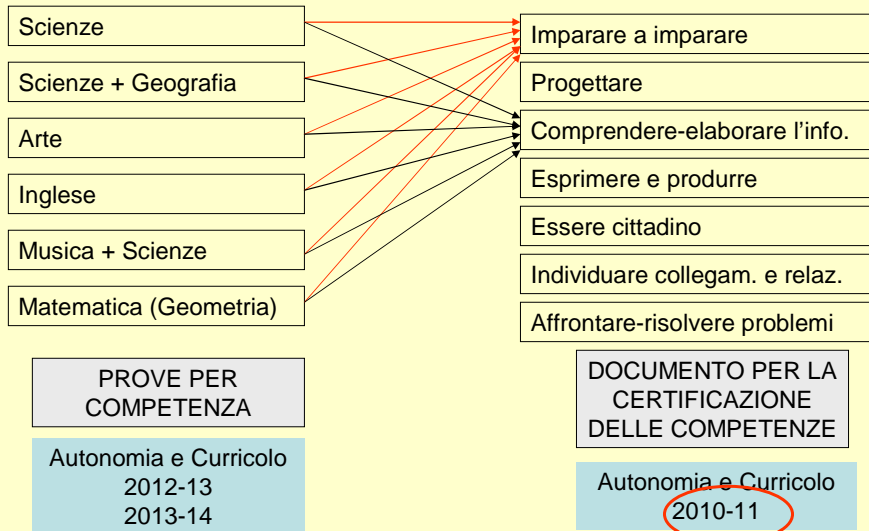 Scienze
Scienze + Geografia
Arte
Inglese
Musica + Scienze
Matematica (Geometria)
PROVE PER
COMPETENZA
Autonomia e Curricolo
2012-13
2013-14
Imparare a imparare
Progettare
Comprendere-elaborare l'info.
Esprimere e produrre
Essere cittadino
Individuare collegam. e relaz.
Affrontare-risolvere problemi
DOCUMENTO PER LA
CERTIFICAZIONE
DELLE COMPETENZE
Autonomia e Curricolo
2010-11